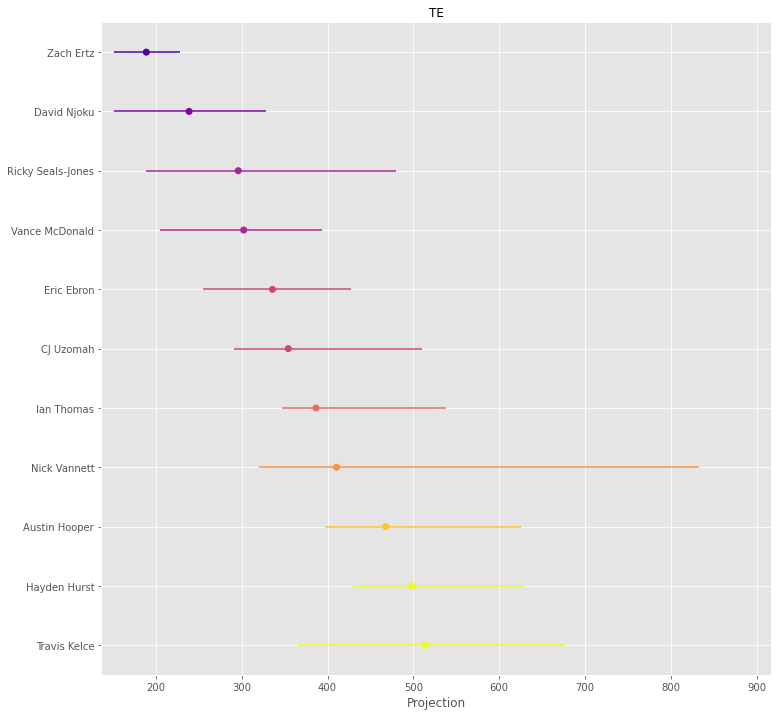 TE
Zach Ertz
David Njoku
Ricky Seals-Jones
Vance McDonald
Eric Ebron
CJ Uzomah
Ian Thomas
Nick Vannett
Austin Hooper
Hayden Hurst
Travis Kelce
200 300 400 500 600 700 800 900
Projection